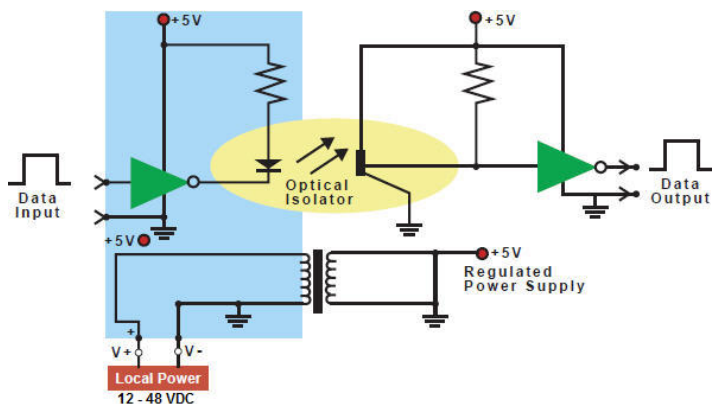 +5V
+5V
Data
Input
Optical
Isolator
Data
Output
+5V
+5V
Regulated
Power Supply
+
V+
V-
Local Power
12 - 48 VDC